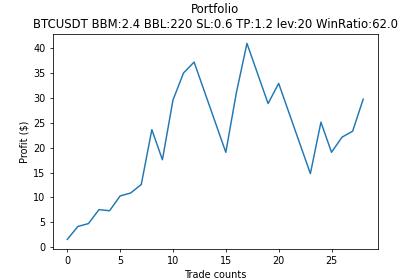 Portfolio
BTCUSDT BBM:2.4 BBL:220 SL:0.6 TP:1.2 lev:20 WinRatio:62.0
40
35
30
25
20
15
10
5
0
Profit ($)
0 5 10 15 20 25
Trade counts